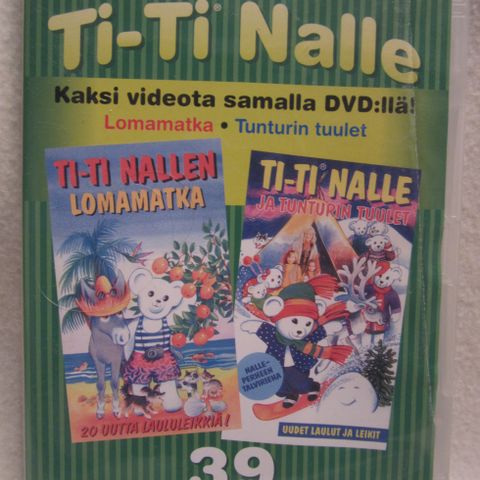 Ti-Ti® Nalle
Kaksi videota samalla DVD:llä!
Lomamatka • Tunturin tuulet
TI-TI NALLEN
LOMAMATKA
20 UUTTA LAULULEIKKIÄ!
TI-TI® NALLE
JA TUNTURIN TUULET
NALLE-
PERHEEN
TALVIRIEHA
UUDET LAULUT JA LEIKIT
39